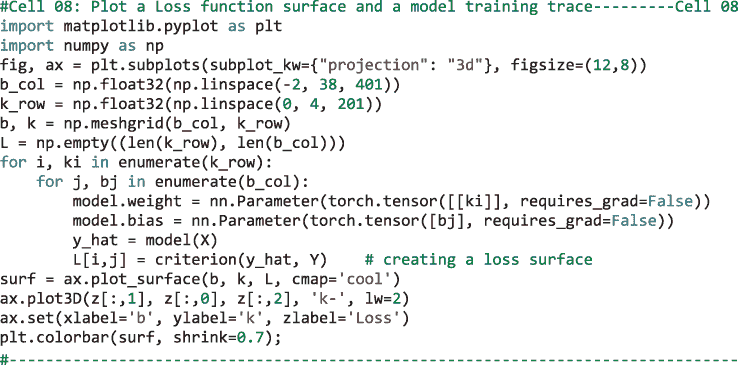 #Cell 08: Plot a Loss function surface and a model training trace---------Cell 08
import matplotlib.pyplot as plt
import numpy as np
fig, ax = plt.subplots(subplot_kw={"projection": "3d"}, figsize=(12,8))
b_col = np.float32(np.linspace(-2, 38, 401))
k_row = np.float32(np.linspace(0, 4, 201))
b, k = np.meshgrid(b_col, k_row)
L = np.empty((len(k_row), len(b_col)))
for i, ki in enumerate(k_row):
    for j, bj in enumerate(b_col):
        model.weight = nn.Parameter(torch.tensor([[ki]], requires_grad=False))
        model.bias = nn.Parameter(torch.tensor([bj], requires_grad=False))
        y_hat = model(X)
        L[i,j] = criterion(y_hat, Y)    # creating a loss surface
surf = ax.plot_surface(b, k, L, cmap='cool')
ax.plot3D(z[:,1], z[:,0], z[:,2], 'k-', lw=2)
ax.set(xlabel='b', ylabel='k', zlabel='Loss')
plt.colorbar(surf, shrink=0.7);
#-------------------------------------------------------------------------------